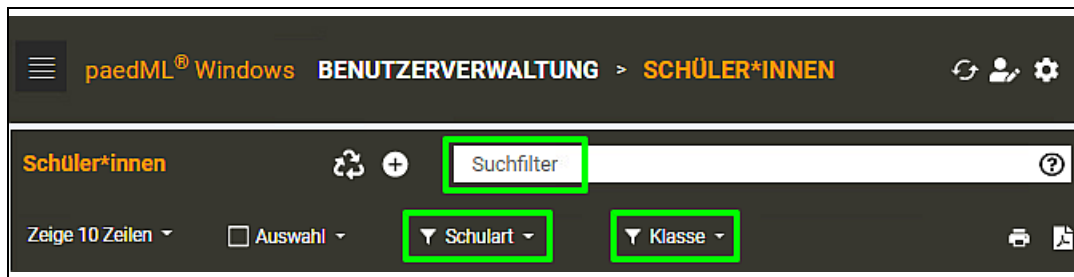 paedML® Windows BENUTZERVERWALTUNG > SCHÜLER*INNEN
Schüler*innen Suchfilter
Zeige 10 Zeilen Auswahl Schulart Klasse